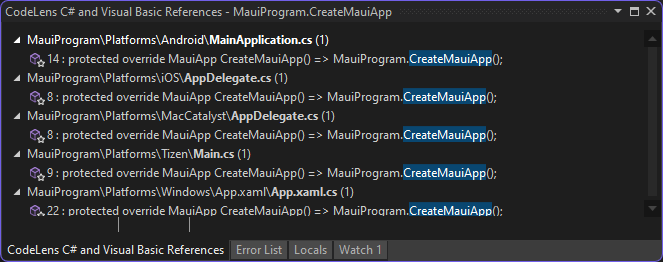 CodeLens C# and Visual Basic References - MauiProgram.CreateMauiApp
MauiProgram\Platforms\Android\MainApplication.cs (1)
14 : protected override MauiApp CreateMauiApp() => MauiProgram.CreateMauiApp();
MauiProgram\Platforms\iOS\AppDelegate.cs (1)
8 : protected override MauiApp CreateMauiApp() => MauiProgram.CreateMauiApp();
MauiProgram\Platforms\MacCatalyst\AppDelegate.cs (1)
8 : protected override MauiApp CreateMauiApp() => MauiProgram.CreateMauiApp();
MauiProgram\Platforms\Tizen\Main.cs (1)
9 : protected override MauiApp CreateMauiApp() => MauiProgram.CreateMauiApp();
MauiProgram\Platforms\Windows\App.xaml\App.xaml.cs (1)
22 : protected override MauiApp CreateMauiApp() => MauiProgram.CreateMauiApp();
CodeLens C# and Visual Basic References Error List Locals Watch 1